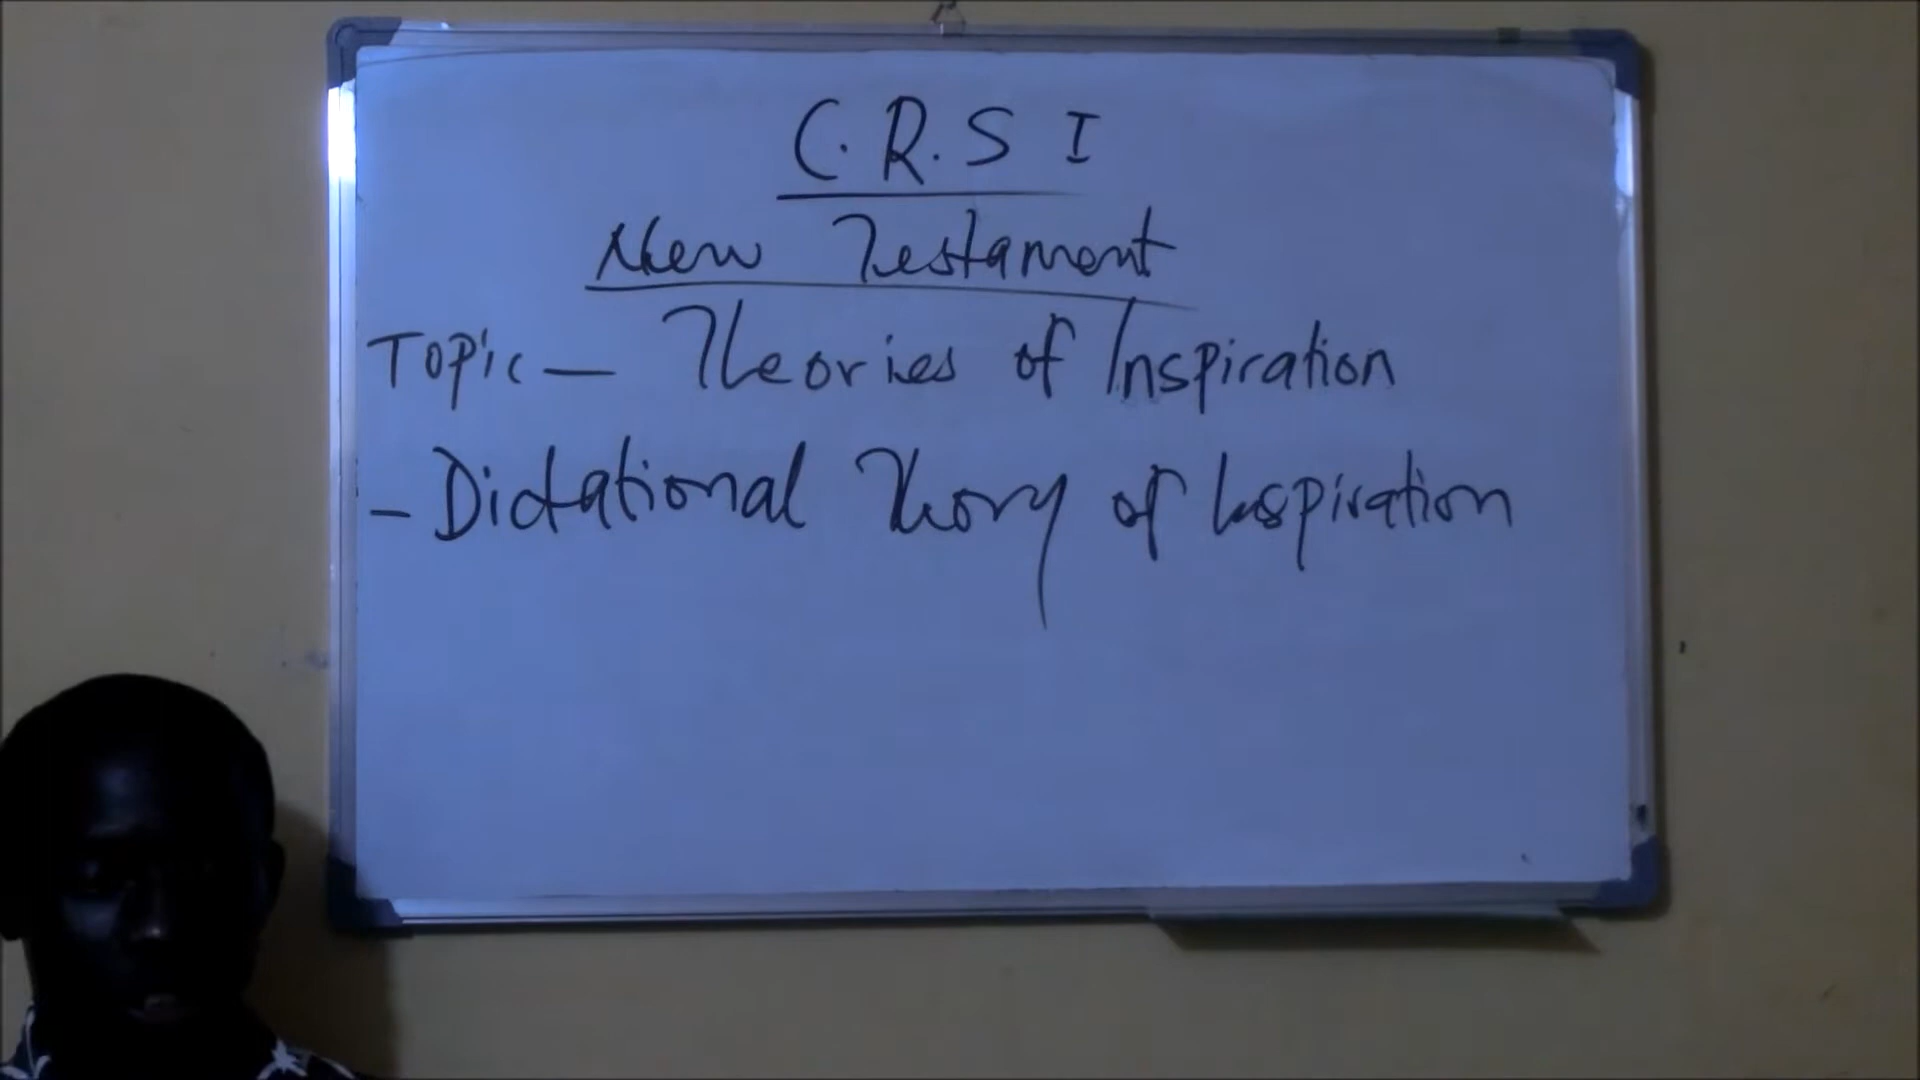 C.R.S I
New Testament
Topic — Theories of Inspiration
- Dictational Theory of Inspiration